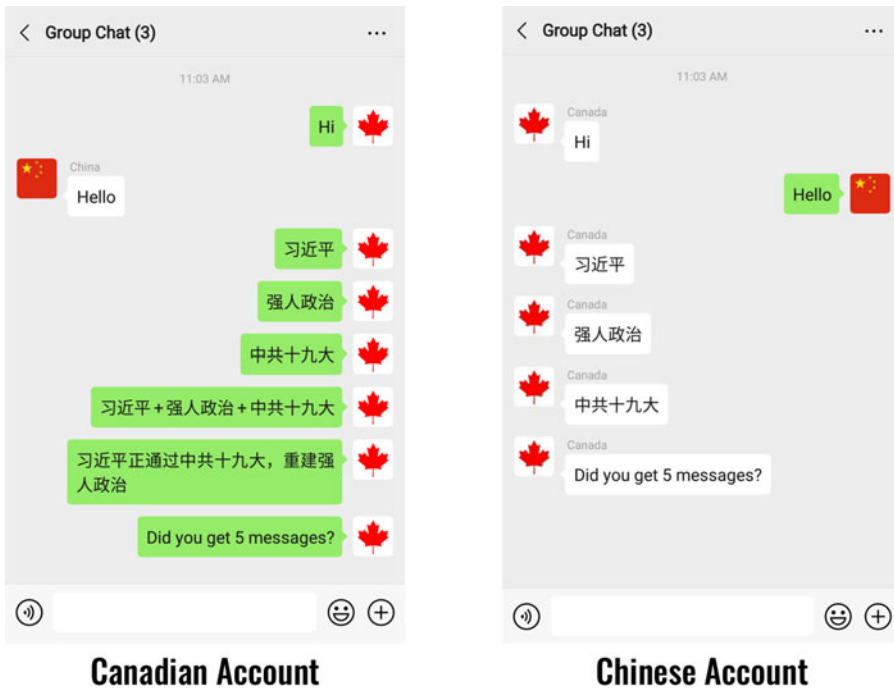 Group Chat (3)
11:03 AM
Hi
China
Hello
习近平
强人政治
中共十九大
习近平+强人政治+中共十九大
习近平正通过中共十九大，重建强
人政治
Did you get 5 messages?
Canadian Account
Group Chat (3)
11:03 AM
Canada
Hi
Hello
Canada
习近平
Canada
强人政治
Canada
中共十九大
Canada
Did you get 5 messages?
Chinese Account